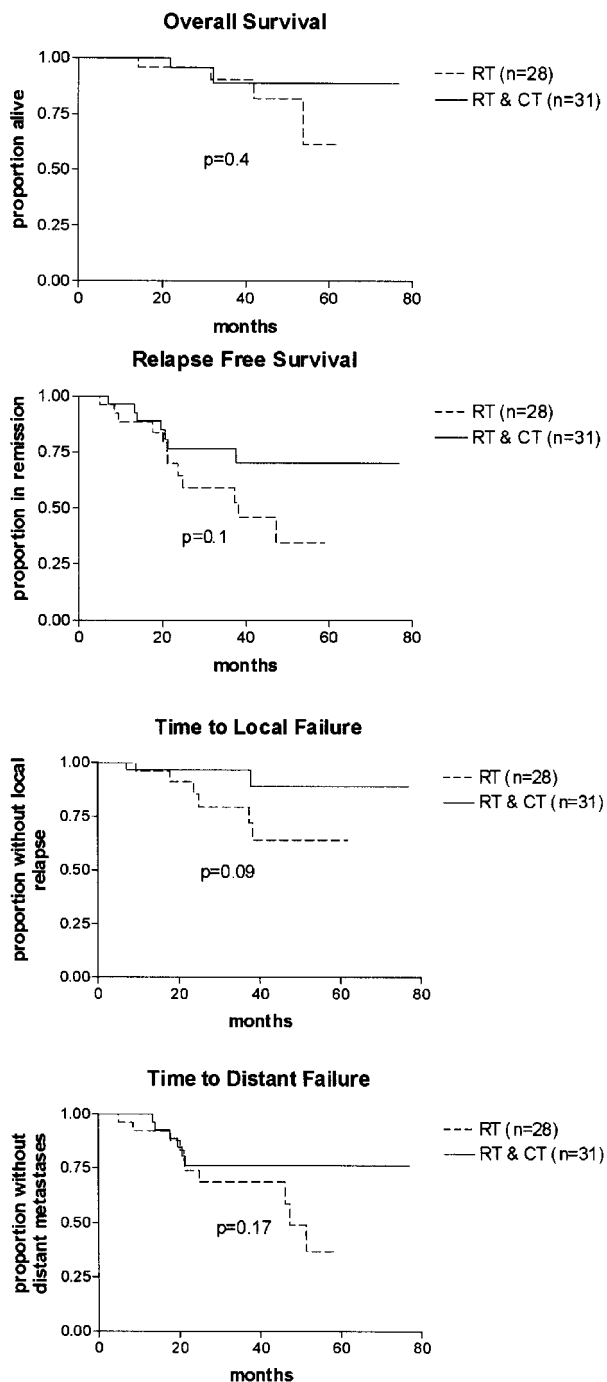 Overall Survival
proportion alive
1.00
0.75
0.50
0.25
0.00
p=0.4
RT (n=28)
RT & CT (n=31)
0 20 40 60 80
months
Relapse Free Survival
proportion in remission
1.00
0.75
0.50
0.25
0.00
p=0.1
RT (n=28)
RT & CT (n=31)
0 20 40 60 80
months
Time to Local Failure
proportion without local
relapse
1.00
0.75
0.50
0.25
0.00
p=0.09
RT (n=28)
RT & CT (n=31)
0 20 40 60 80
months
Time to Distant Failure
proportion without
distant metastases
1.00
0.75
0.50
0.25
0.00
p=0.17
RT (n=28)
RT & CT (n=31)
0 20 40 60 80
months